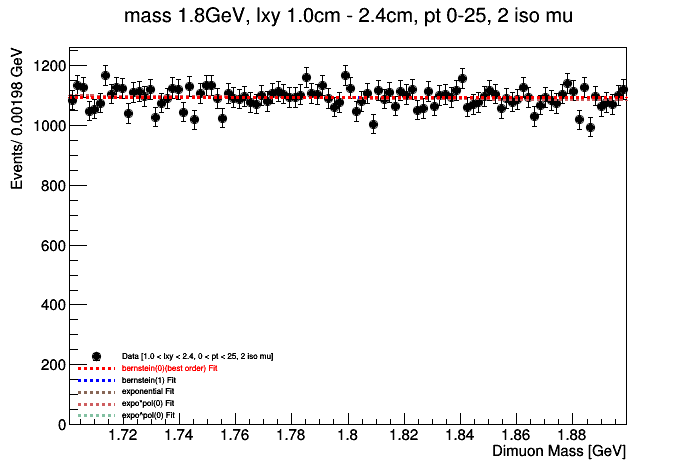 mass 1.8GeV, lxy 1.0cm - 2.4cm, pt 0-25, 2 iso mu
Events/ 0.00198 GeV
1200
1000
800
600
400
200
0
Data [1.0 < lxy < 2.4, 0 < pt < 25, 2 iso mu]
bernstein(0)(best order) Fit
bernstein(1) Fit
exponential Fit
expo*pol(0) Fit
expo^pol(0) Fit
1.72 1.74 1.76 1.78 1.8 1.82 1.84 1.86 1.88
Dimuon Mass [GeV]